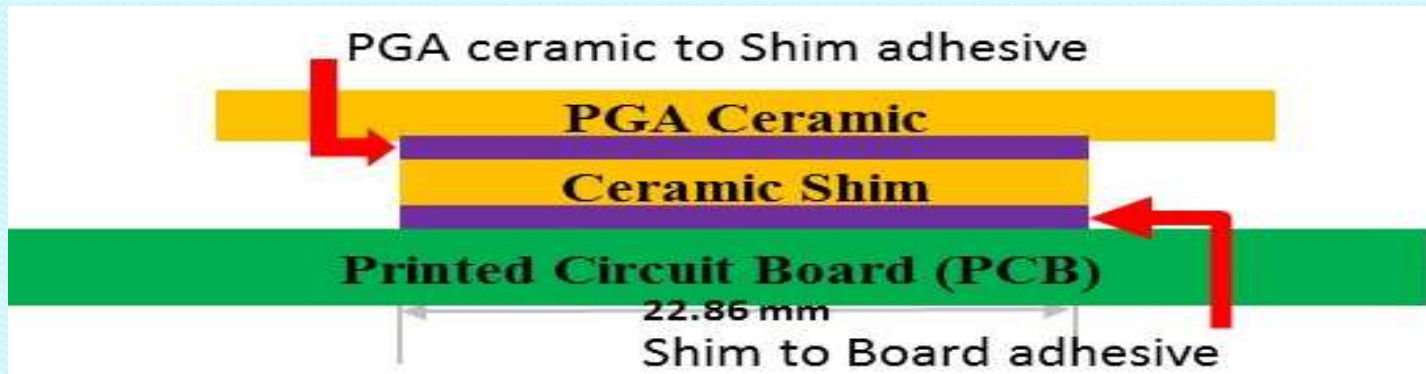 PGA ceramic to Shim adhesive
PGA Ceramic
Ceramic Shim
Printed Circuit Board (PCB)
22.86 mm
Shim to Board adhesive